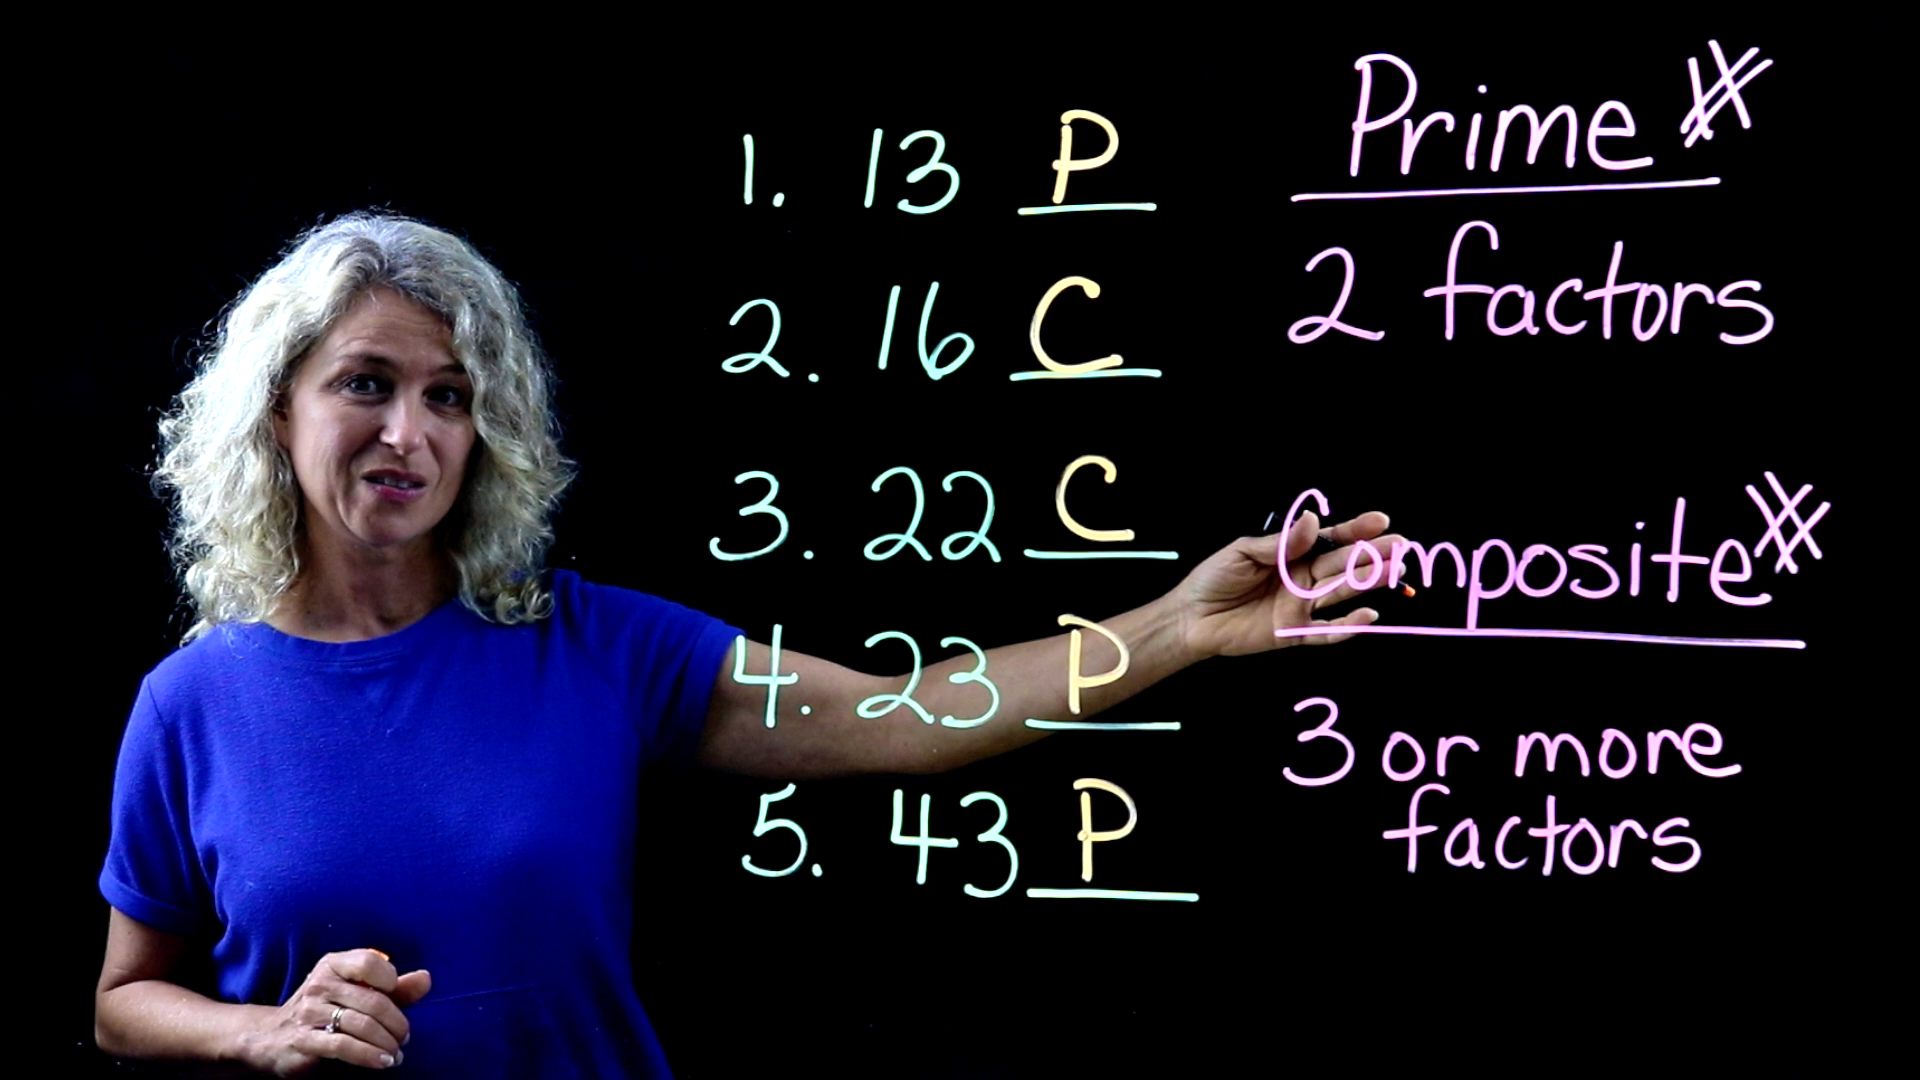 1. 13 P
2. 16 C
3. 22 C
4. 23 P
5. 43 P
Prime
2 factors
Composite
3 or more
factors